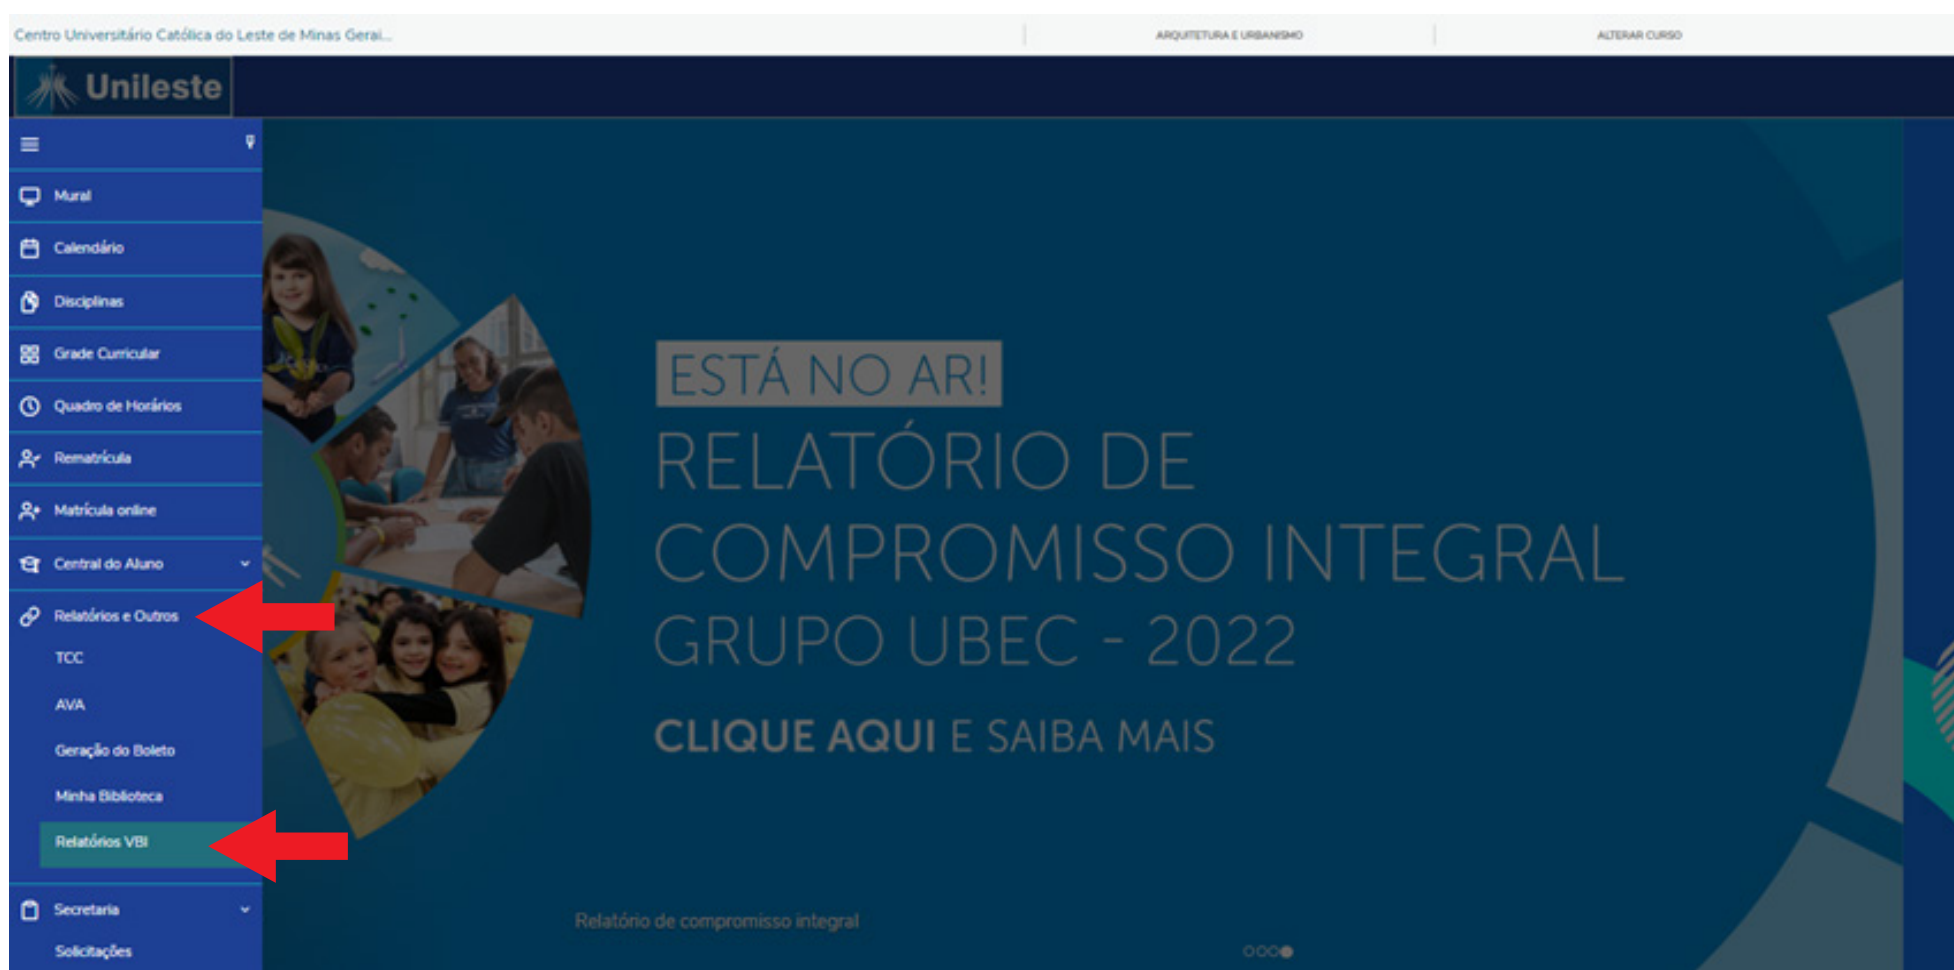 Centro Universitário Católica do Leste de Minas Gerai...
ARQUITETURA E URBANISMO
ALTERAR CURSO
Unileste
Mural
Calendário
Disciplinas
Grade Curricular
Quadro de Horários
Rematrícula
Matrícula online
Central do Aluno
Relatórios e Outros
TCC
AVA
Geração do Boleto
Minha Biblioteca
Relatórios VBI
Secretaria
Solicitações
ESTÁ NO AR!
RELATÓRIO DE
COMPROMISSO INTEGRAL
GRUPO UBEC - 2022
CLIQUE AQUI E SAIBA MAIS
Relatório de compromisso integral